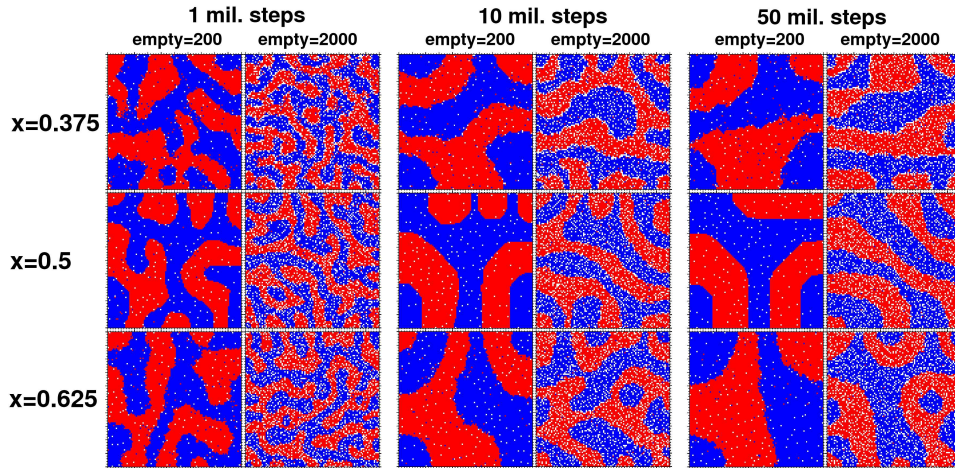 1 mil. steps 10 mil. steps 50 mil. steps
empty=200 empty=2000 empty=200 empty=2000 empty=200 empty=2000
x=0.375
x=0.5
x=0.625